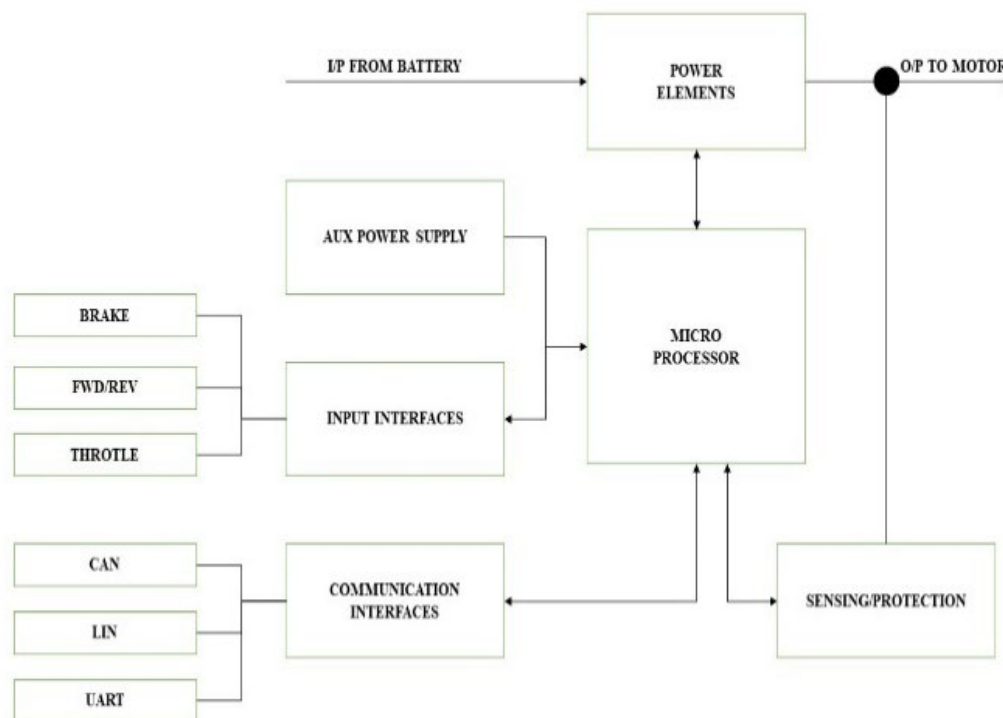 I/P FROM BATTERY
POWER
ELEMENTS
O/P TO MOTOR
AUX POWER SUPPLY
MICRO
PROCESSOR
BRAKE
FWD/REV
THROTLE
INPUT INTERFACES
CAN
LIN
UART
COMMUNICATION
INTERFACES
SENSING/PROTECTION